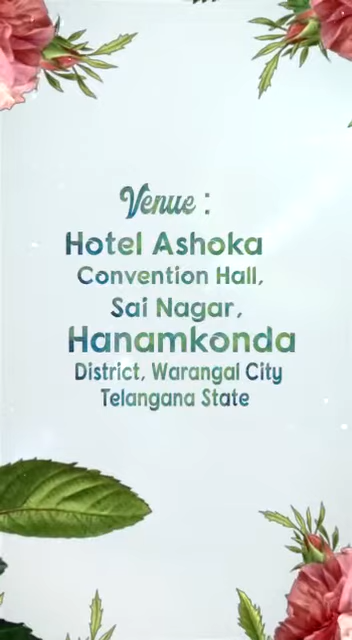 Venue :
Hotel Ashoka
Convention Hall,
Sai Nagar,
Hanamkonda
District, Warangal City
Telangana State